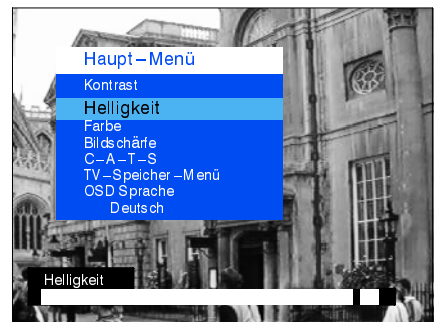 Haupt–Menü
Kontrast
Helligkeit
Farbe
Bildschärfe
C–A–T–S
TV–Speicher–Menü
OSD Sprache
Deutsch
Helligkeit